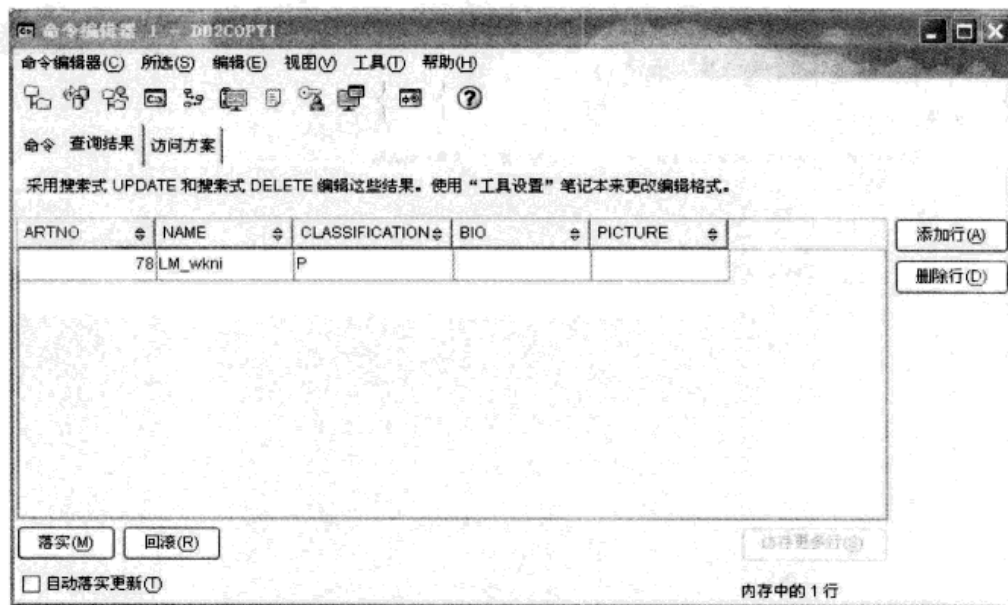 命令编辑器 1 - DB2COPY1
命令编辑器(C) 所选(S) 编辑(E) 视图(V) 工具(T) 帮助(H)
命令 查询结果 访问方案
采用搜索式 UPDATE 和搜索式 DELETE 编辑这些结果。使用“工具设置”笔记本来更改编辑格式。
ARTNO NAME CLASSIFICATION BIO PICTURE
添加行(A)
78 LM_wkni P
删除行(D)
落实(M) 回滚(R)
自动落实更新(T)
内存中的 1 行